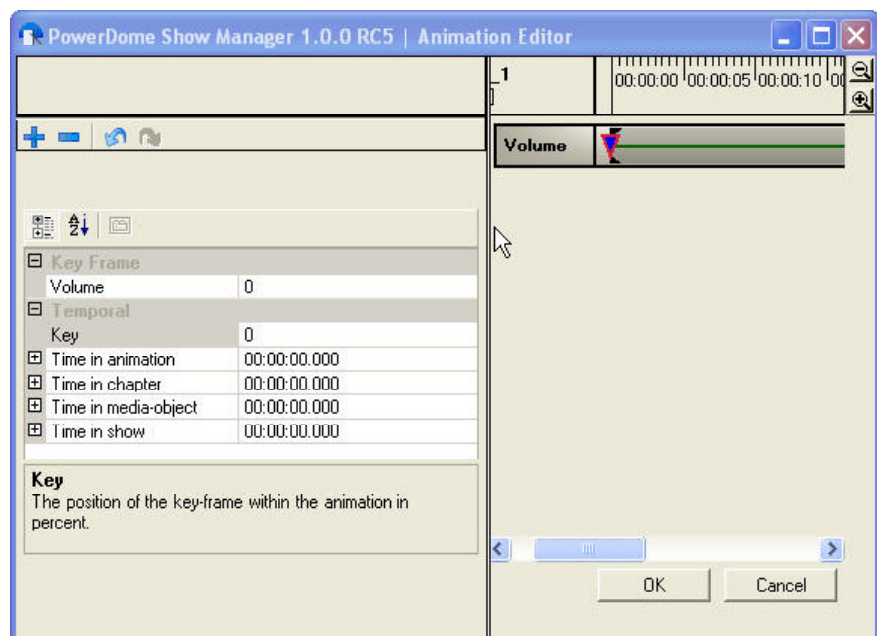 PowerDome Show Manager 1.0.0 RC5 | Animation Editor
_1
00:00:00 00:00:05 00:00:10 00
Volume
Key Frame
Volume 0
Temporal
Key 0
Time in animation 00:00:00.000
Time in chapter 00:00:00.000
Time in media-object 00:00:00.000
Time in show 00:00:00.000
Key
The position of the key-frame within the animation in
percent.
OK Cancel